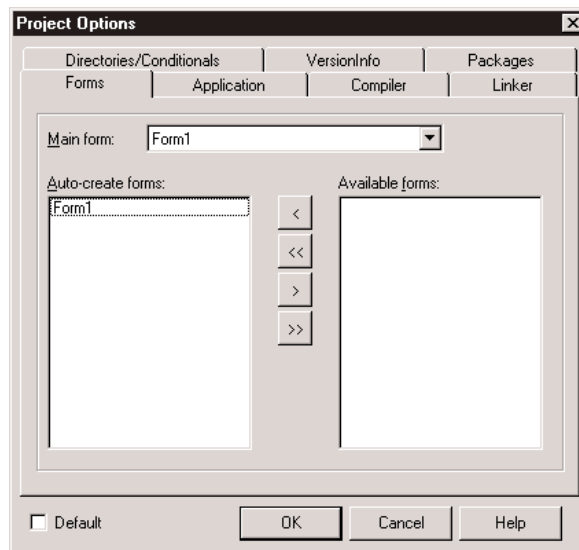 Project Options
Directories/Conditionals VersionInfo Packages
Forms Application Compiler Linker
Main form: Form1
Auto-create forms: Available forms:
Form1
<
<<
>
>>
Default OK Cancel Help